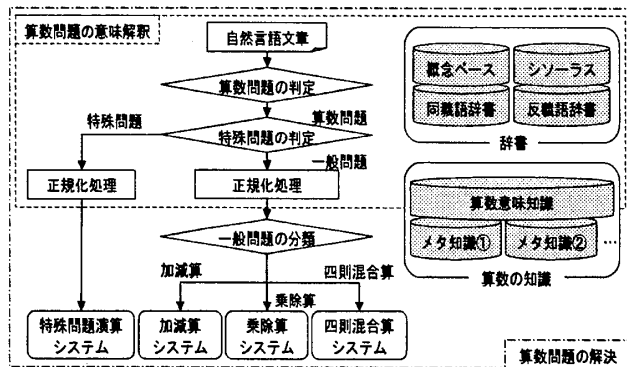 算数問題の意味解釈
自然言語文章
算数問題の判定
算数問題
特殊問題
特殊問題の判定
一般問題
正規化処理
正規化処理
一般問題の分類
加減算
四則混合算
乗除算
特殊問題演算
システム
加減算
システム
乗除算
システム
四則混合算
システム
概念ベース
シソーラス
同義語辞書
反義語辞書
辞書
算数意味知識
メタ知識①
メタ知識②
…
算数の知識
算数問題の解決